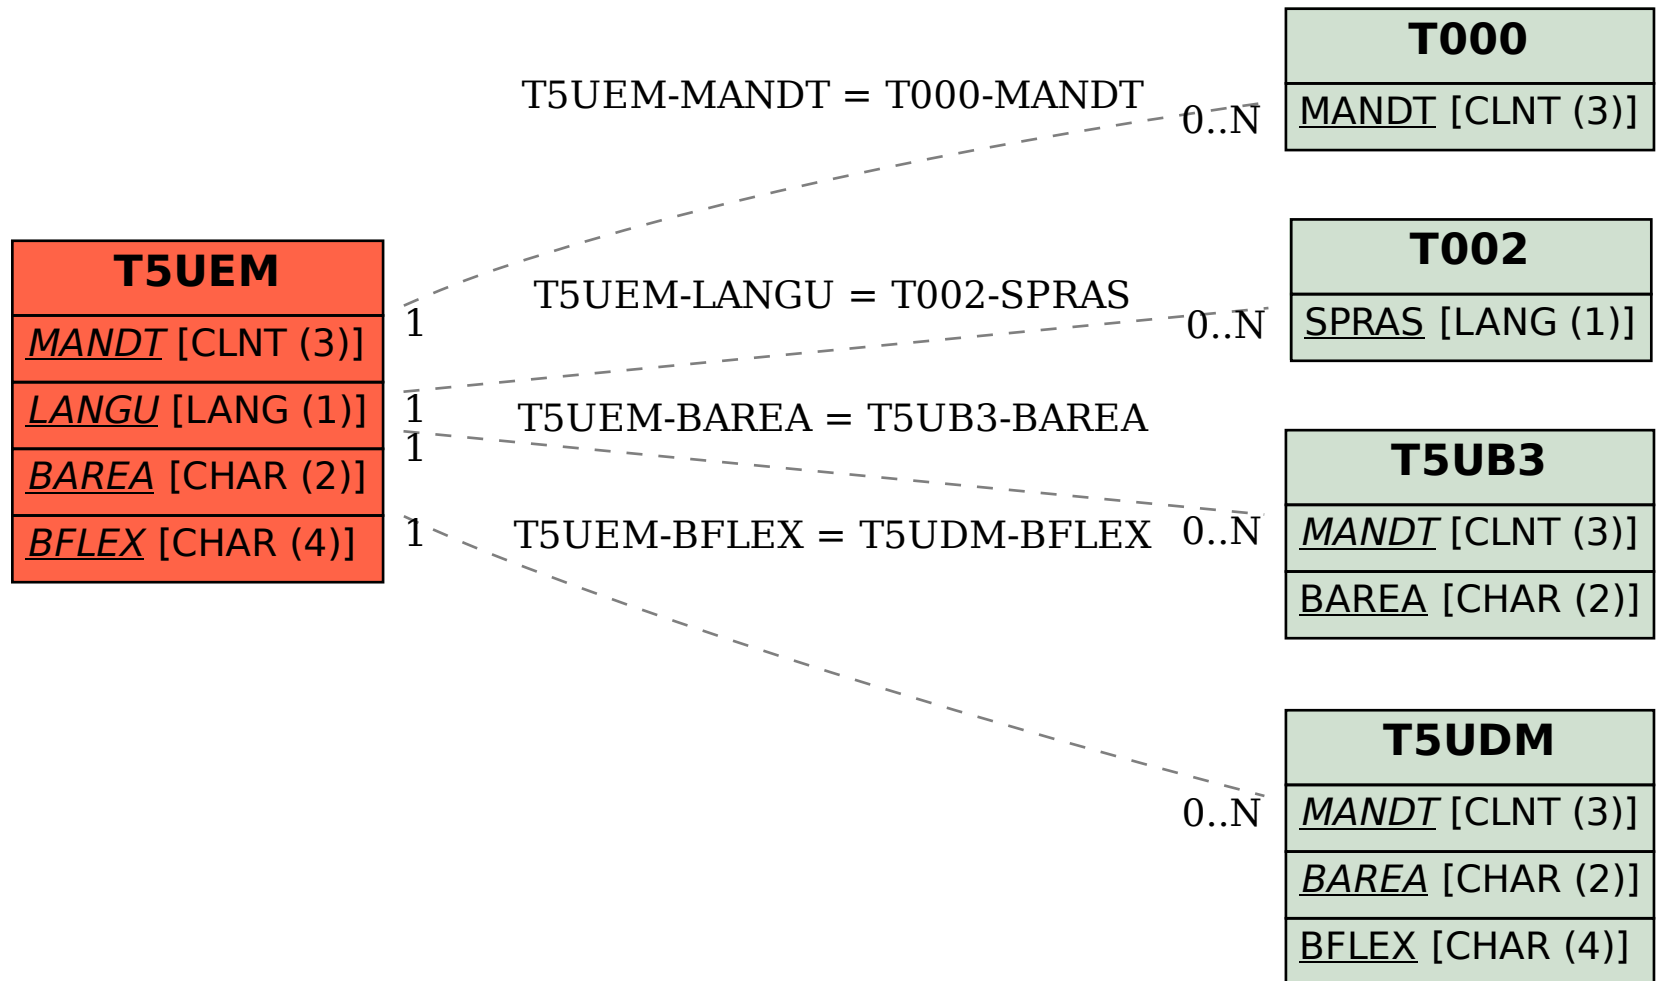 T5UEM
MANDT [CLNT (3)]
LANGU [LANG (1)]
BAREA [CHAR (2)]
BFLEX [CHAR (4)]
T5UEM-MANDT = T000-MANDT
0..N
1
T5UEM-LANGU = T002-SPRAS
0..N
1
T5UEM-BAREA = T5UB3-BAREA
1
0..N
T5UEM-BFLEX = T5UDM-BFLEX
1
0..N
T000
MANDT [CLNT (3)]
T002
SPRAS [LANG (1)]
T5UB3
MANDT [CLNT (3)]
BAREA [CHAR (2)]
T5UDM
MANDT [CLNT (3)]
BAREA [CHAR (2)]
BFLEX [CHAR (4)]